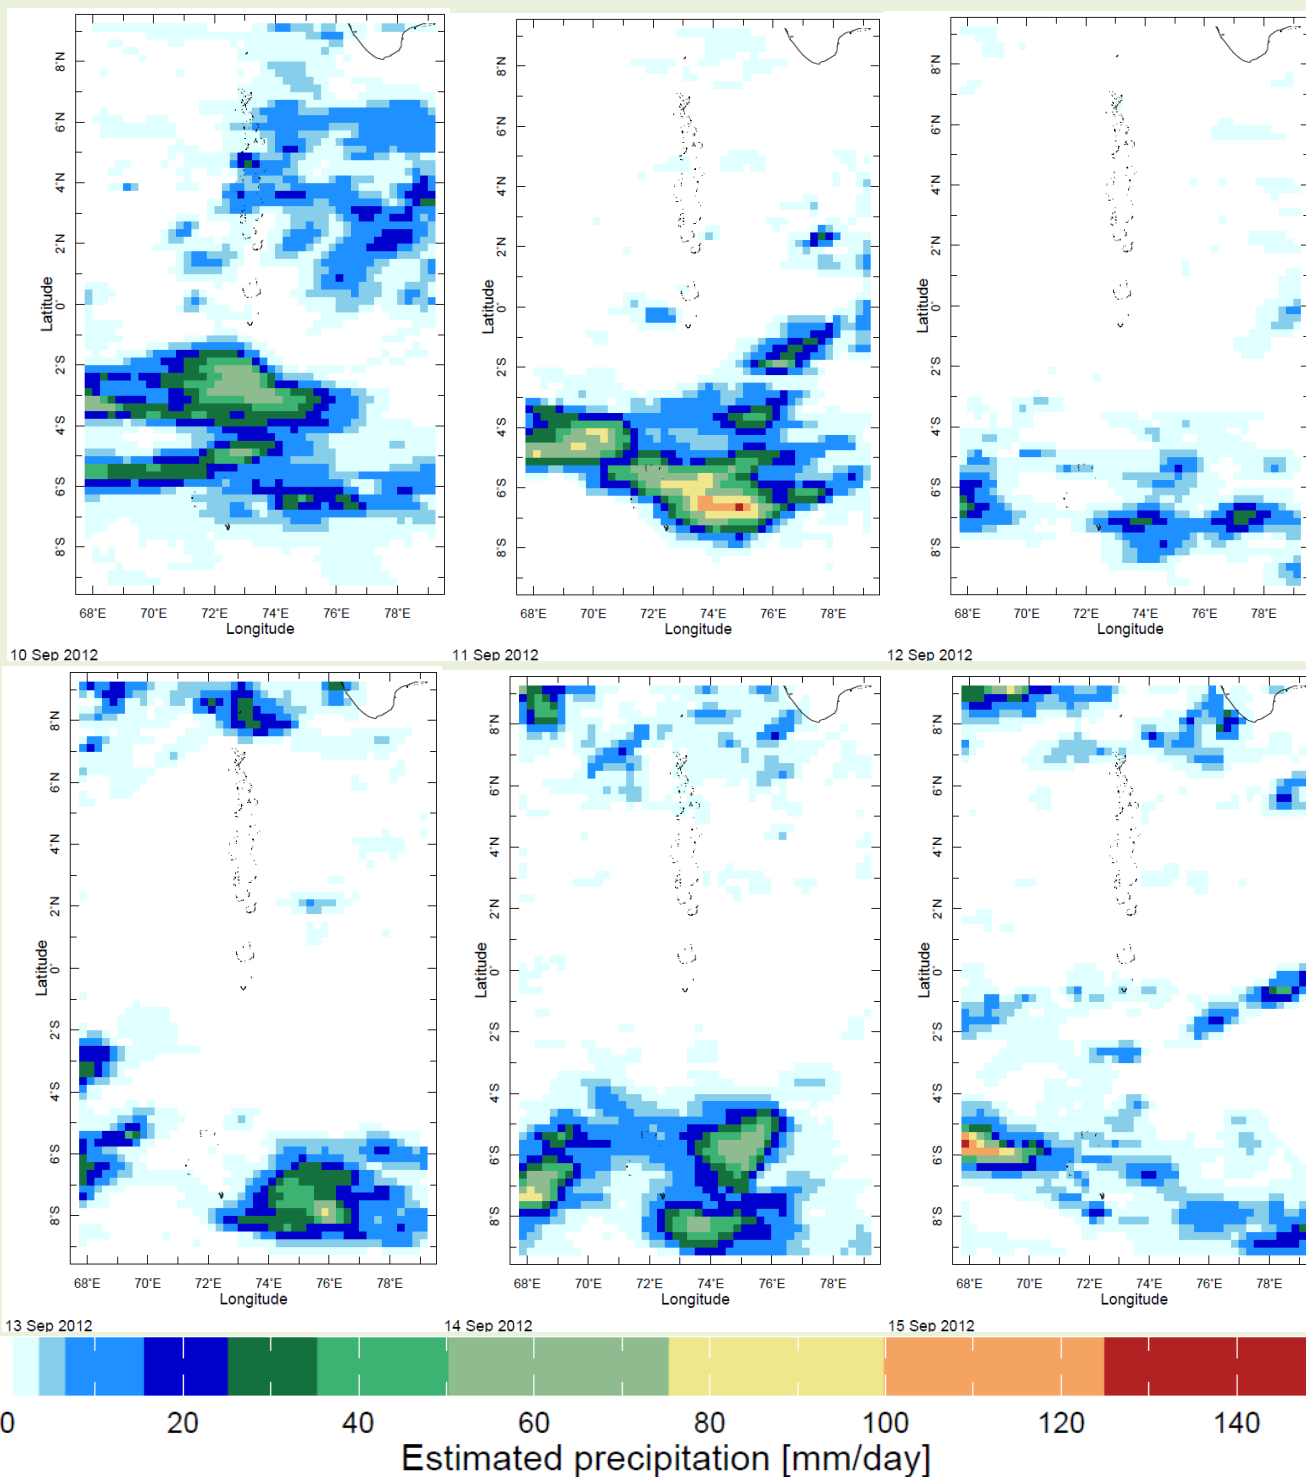 8°N 6°N 4°N 2°N 0° 2°S 4°S 6°S 8°S
Latitude
68°E 70°E 72°E 74°E 76°E 78°E
Longitude
10 Sep 2012
8°N 6°N 4°N 2°N 0° 2°S 4°S 6°S 8°S
Latitude
68°E 70°E 72°E 74°E 76°E 78°E
Longitude
11 Sep 2012
8°N 6°N 4°N 2°N 0° 2°S 4°S 6°S 8°S
Latitude
68°E 70°E 72°E 74°E 76°E 78°E
Longitude
12 Sep 2012
8°N 6°N 4°N 2°N 0° 2°S 4°S 6°S 8°S
Latitude
68°E 70°E 72°E 74°E 76°E 78°E
Longitude
13 Sep 2012
8°N 6°N 4°N 2°N 0° 2°S 4°S 6°S 8°S
Latitude
68°E 70°E 72°E 74°E 76°E 78°E
Longitude
14 Sep 2012
8°N 6°N 4°N 2°N 0° 2°S 4°S 6°S 8°S
Latitude
68°E 70°E 72°E 74°E 76°E 78°E
Longitude
15 Sep 2012
0 20 40 60 80 100 120 140
Estimated precipitation [mm/day]